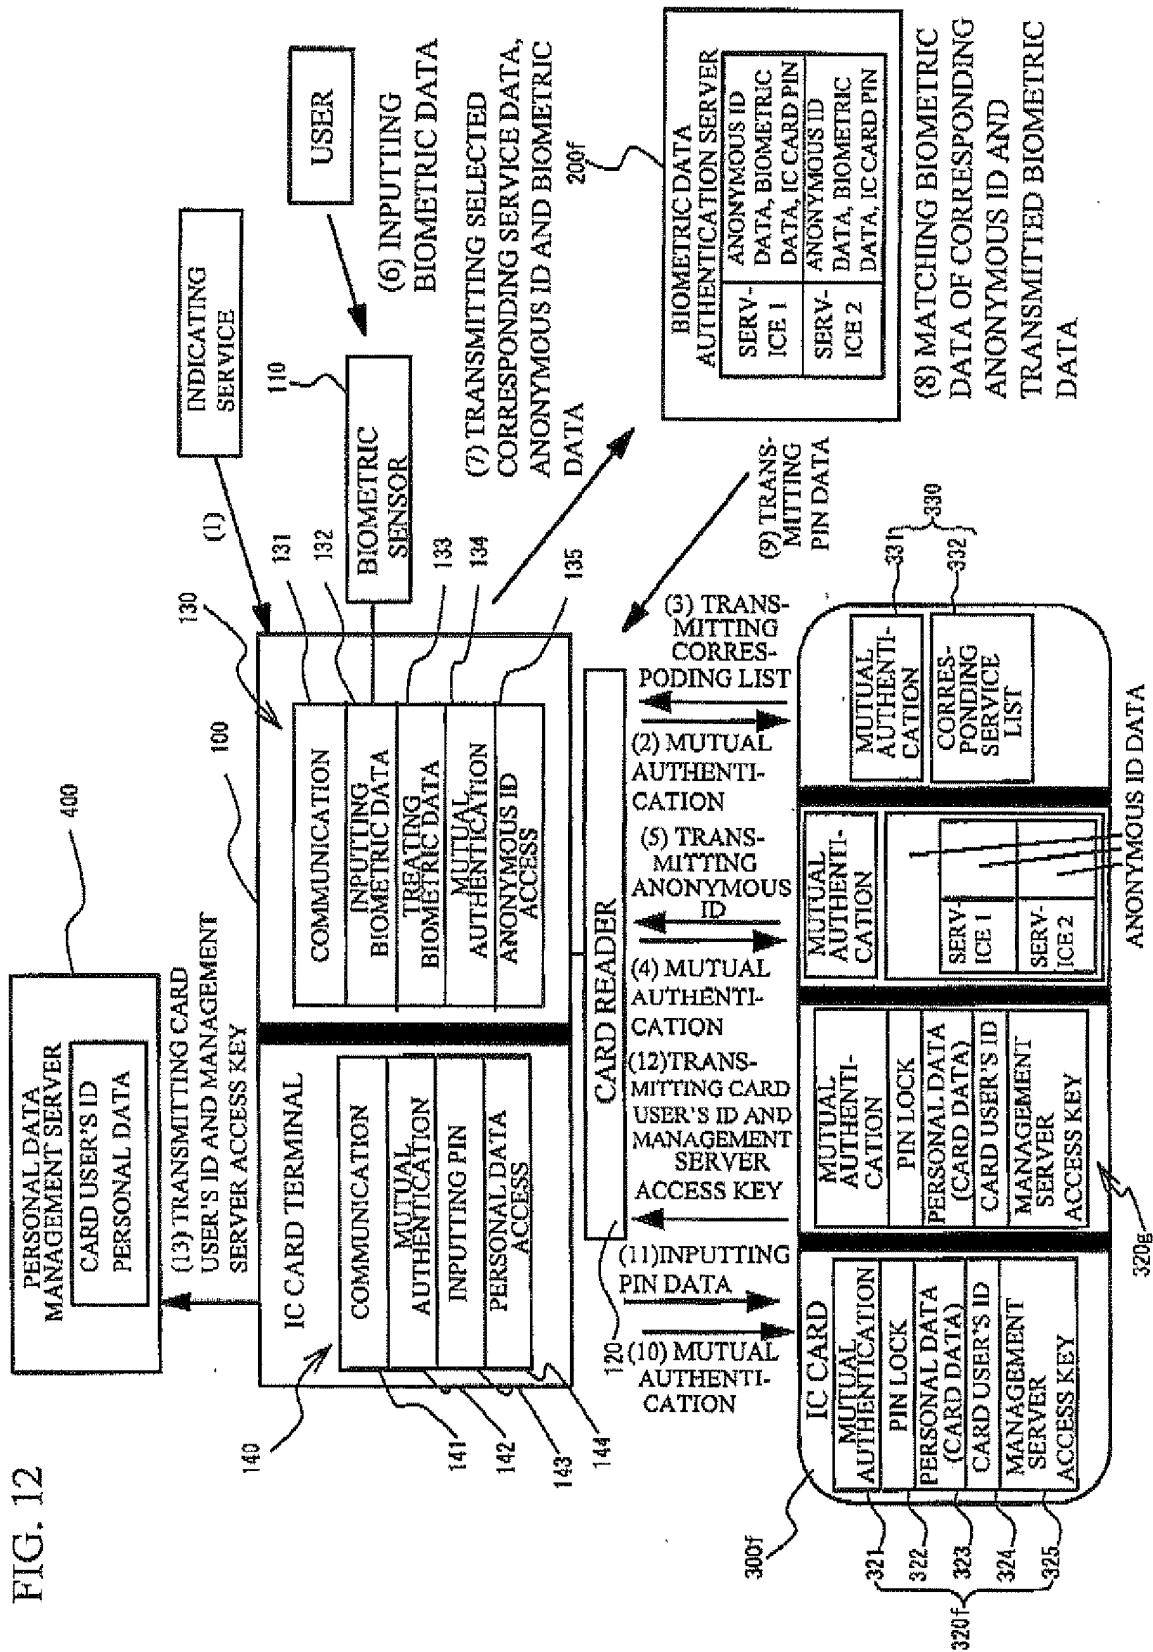 FIG. 12
PERSONAL DATA
MANAGEMENT SERVER
CARD USER'S ID
PERSONAL DATA
400
(13) TRANSMITTING CARD
USER'S ID AND MANAGEMENT
SERVER ACCESS KEY
100
IC CARD TERMINAL
140
COMMUNICATION
MUTUAL
AUTHENTICATION
INPUTTING PIN
PERSONAL DATA
ACCESS
141
142
143
144
130
COMMUNICATION
INPUTTING
BIOMETRIC DATA
TREATING
BIOMETRIC DATA
MUTUAL
AUTHENTICATION
ANONYMOUS ID
ACCESS
131
132
133
134
135
(1)
INDICATING
SERVICE
110
BIOMETRIC
SENSOR
USER
(6) INPUTTING
BIOMETRIC DATA
(7) TRANSMITTING SELECTED
CORRESPONDING SERVICE DATA,
ANONYMOUS ID AND BIOMETRIC
DATA
200f
BIOMETRIC DATA
AUTHENTICATION SERVER
SERV-
ICE 1
ANONYMOUS ID
DATA, BIOMETRIC
DATA, IC CARD PIN
SERV-
ICE 2
ANONYMOUS ID
DATA, BIOMETRIC
DATA, IC CARD PIN
(8) MATCHING BIOMETRIC
DATA OF CORRESPONDING
ANONYMOUS ID AND
TRANSMITTED BIOMETRIC
DATA
(9) TRANS-
MITTING
PIN DATA
CARD READER
120
(10) MUTUAL
AUTHENTI-
CATION
(11)INPUTTING
PIN DATA
(12)TRANS-
MITTING CARD
USER'S ID AND
MANAGEMENT
SERVER
ACCESS KEY
(4) MUTUAL
AUTHENTI-
CATION
(5) TRANS-
MITTING
ANONYMOUS
ID
(2) MUTUAL
AUTHENTI-
CATION
(3) TRANS-
MITTING
CORRES-
PODING LIST
300f
IC CARD
MUTUAL
AUTHENTICATION
PIN LOCK
PERSONAL DATA
(CARD DATA)
CARD USER'S ID
MANAGEMENT
SERVER
ACCESS KEY
321
322
323
324
325
320f
MUTUAL
AUTHENTI-
CATION
PIN LOCK
PERSONAL DATA
(CARD DATA)
CARD USER'S ID
MANAGEMENT
SERVER
ACCESS KEY
320g
MUTUAL
AUTHENTI-
CATION
SERV-
ICE 1
SERV-
ICE 2
ANONYMOUS ID DATA
MUTUAL
AUTHENTI-
CATION
CORRES-
PONDING
SERVICE
LIST
331
332
330